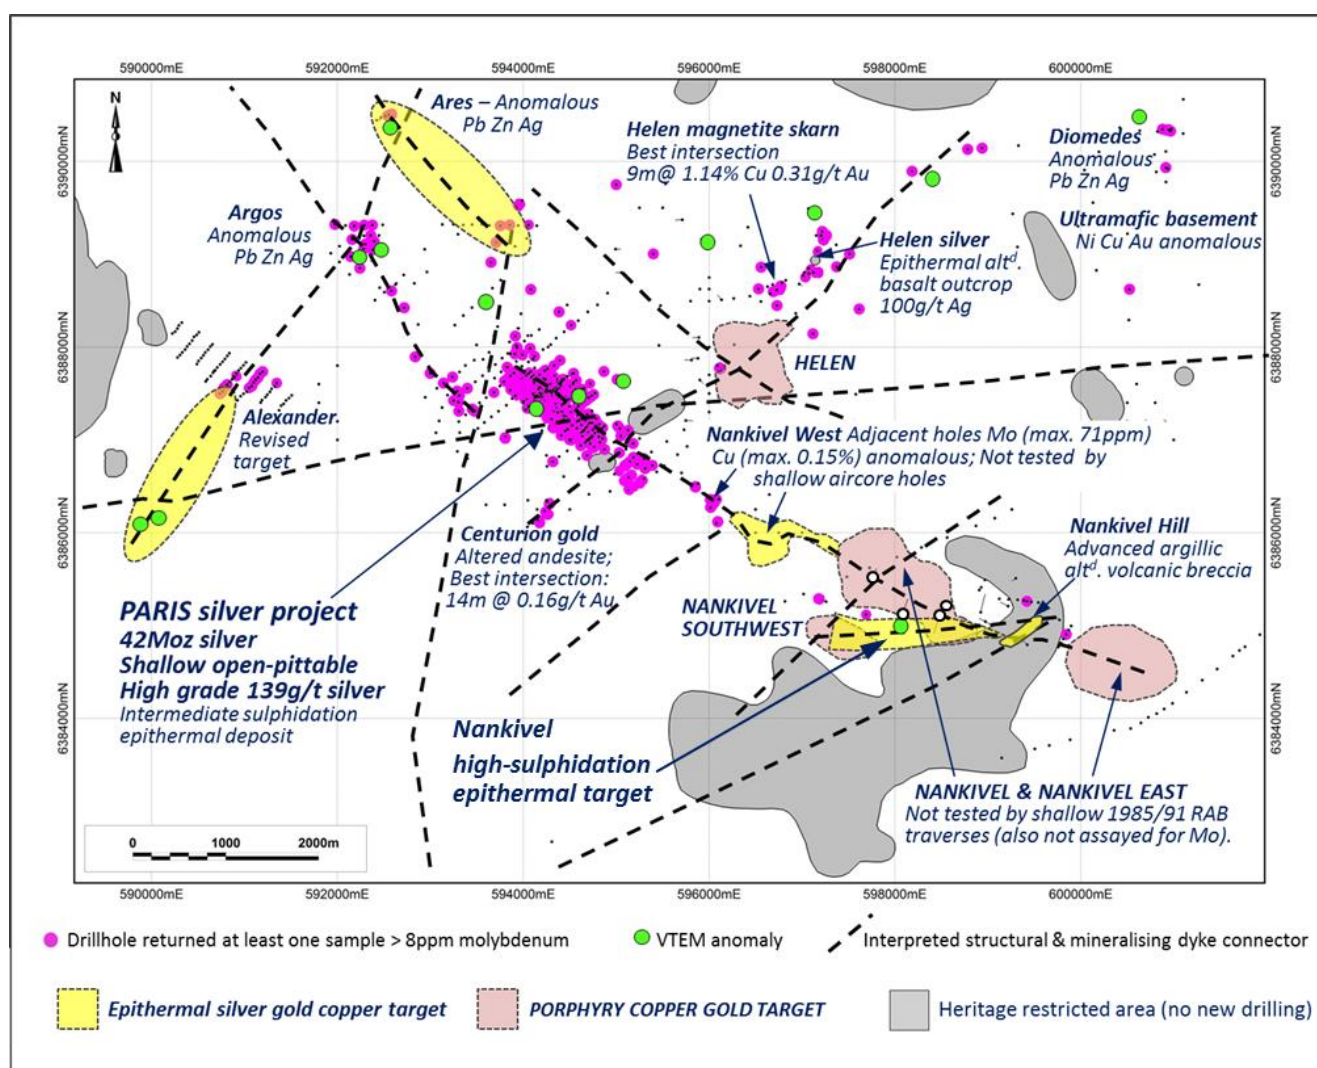 590000mE 592000mE 594000mE 596000mE 598000mE 600000mE
N
6390000mN
6390000mN
Ares – Anomalous
Pb Zn Ag
Helen magnetite skarn
Best intersection
9m@ 1.14% Cu 0.31g/t Au
Diomedes
Anomalous
Pb Zn Ag
Argos
Anomalous
Pb Zn Ag
Helen silver
Epithermal altd.
basalt outcrop
100g/t Ag
Ultramafic basement
Ni Cu Au anomalous
6388000mN
6388000mN
HELEN
Alexander
Revised
target
Nankivel West Adjacent holes Mo (max. 71ppm)
Cu (max. 0.15%) anomalous; Not tested by
shallow aircore holes
6386000mN
6386000mN
Centurion gold
Altered andesite;
Best intersection:
14m @ 0.16g/t Au
Nankivel Hill
Advanced argillic
altd. volcanic breccia
PARIS silver project
42Moz silver
Shallow open-pittable
High grade 139g/t silver
Intermediate sulphidation
epithermal deposit
NANKIVEL
SOUTHWEST
6384000mN
6384000mN
Nankivel
high-sulphidation
epithermal target
NANKIVEL & NANKIVEL EAST
Not tested by shallow 1985/91 RAB
traverses (also not assayed for Mo).
0 1000 2000m
590000mE 592000mE 594000mE 596000mE 598000mE 600000mE
Drillhole returned at least one sample > 8ppm molybdenum
VTEM anomaly
Interpreted structural & mineralising dyke connector
Epithermal silver gold copper target
PORPHYRY COPPER GOLD TARGET
Heritage restricted area (no new drilling)